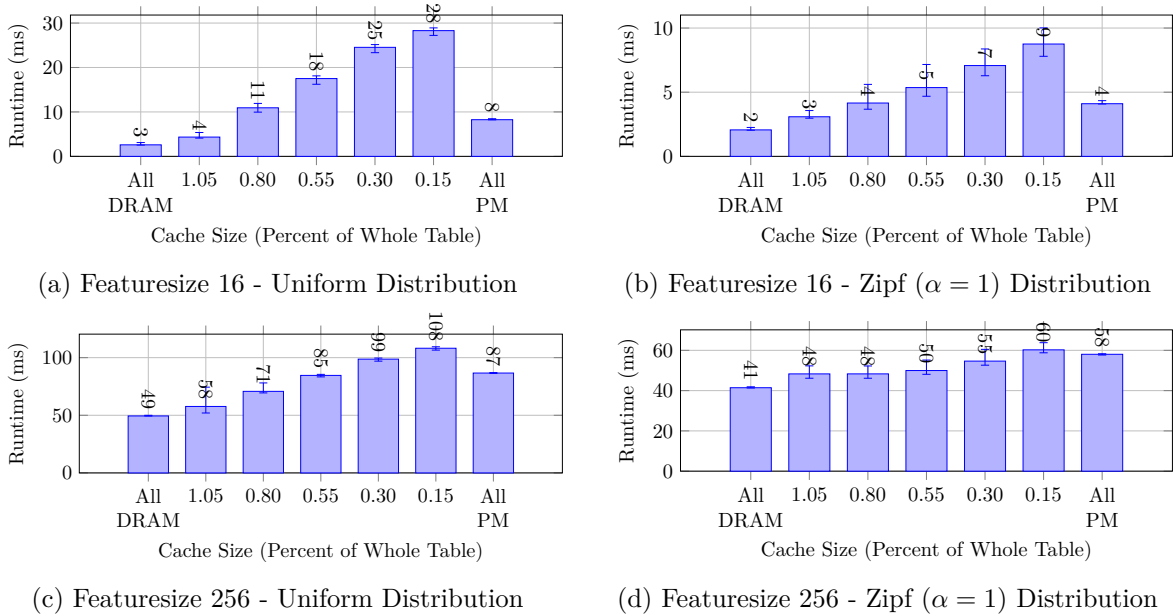 30
20
10
0
Runtime (ms)
3
4
11
18
25
28
8
All
DRAM
1.05
0.80
0.55
0.30
0.15
All
PM
Cache Size (Percent of Whole Table)
(a) Featuresize 16 - Uniform Distribution
10
5
0
Runtime (ms)
2
3
4
5
7
9
4
All
DRAM
1.05
0.80
0.55
0.30
0.15
All
PM
Cache Size (Percent of Whole Table)
(b) Featuresize 16 - Zipf (α = 1) Distribution
100
50
0
Runtime (ms)
49
58
71
85
99
108
87
All
DRAM
1.05
0.80
0.55
0.30
0.15
All
PM
Cache Size (Percent of Whole Table)
(c) Featuresize 256 - Uniform Distribution
60
40
20
0
Runtime (ms)
41
48
48
50
55
60
58
All
DRAM
1.05
0.80
0.55
0.30
0.15
All
PM
Cache Size (Percent of Whole Table)
(d) Featuresize 256 - Zipf (α = 1) Distribution